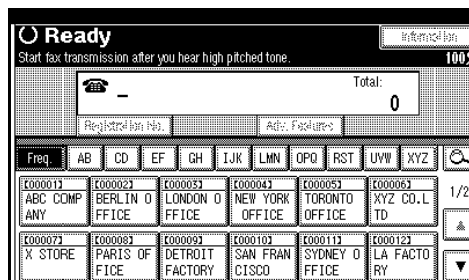 Ready
Information
Start fax transmission after you hear high pitched tone.
100%
Total:
0
Registration No.
Adv. Features
Freq. AB CD EF GH IJK LMN OPQ RST UVW XYZ
[00001] [00002] [00003] [00004] [00005] [00006]
ABC COMP BERLIN O LONDON O NEW YORK TORONTO XYZ CO.L
ANY FFICE FFICE OFFICE OFFICE TD
1/2
[00007] [00008] [00009] [00010] [00011] [00012]
X STORE PARIS OF DETROIT SAN FRAN SYDNEY O LA FACTO
FICE FACTORY CISCO FFICE RY